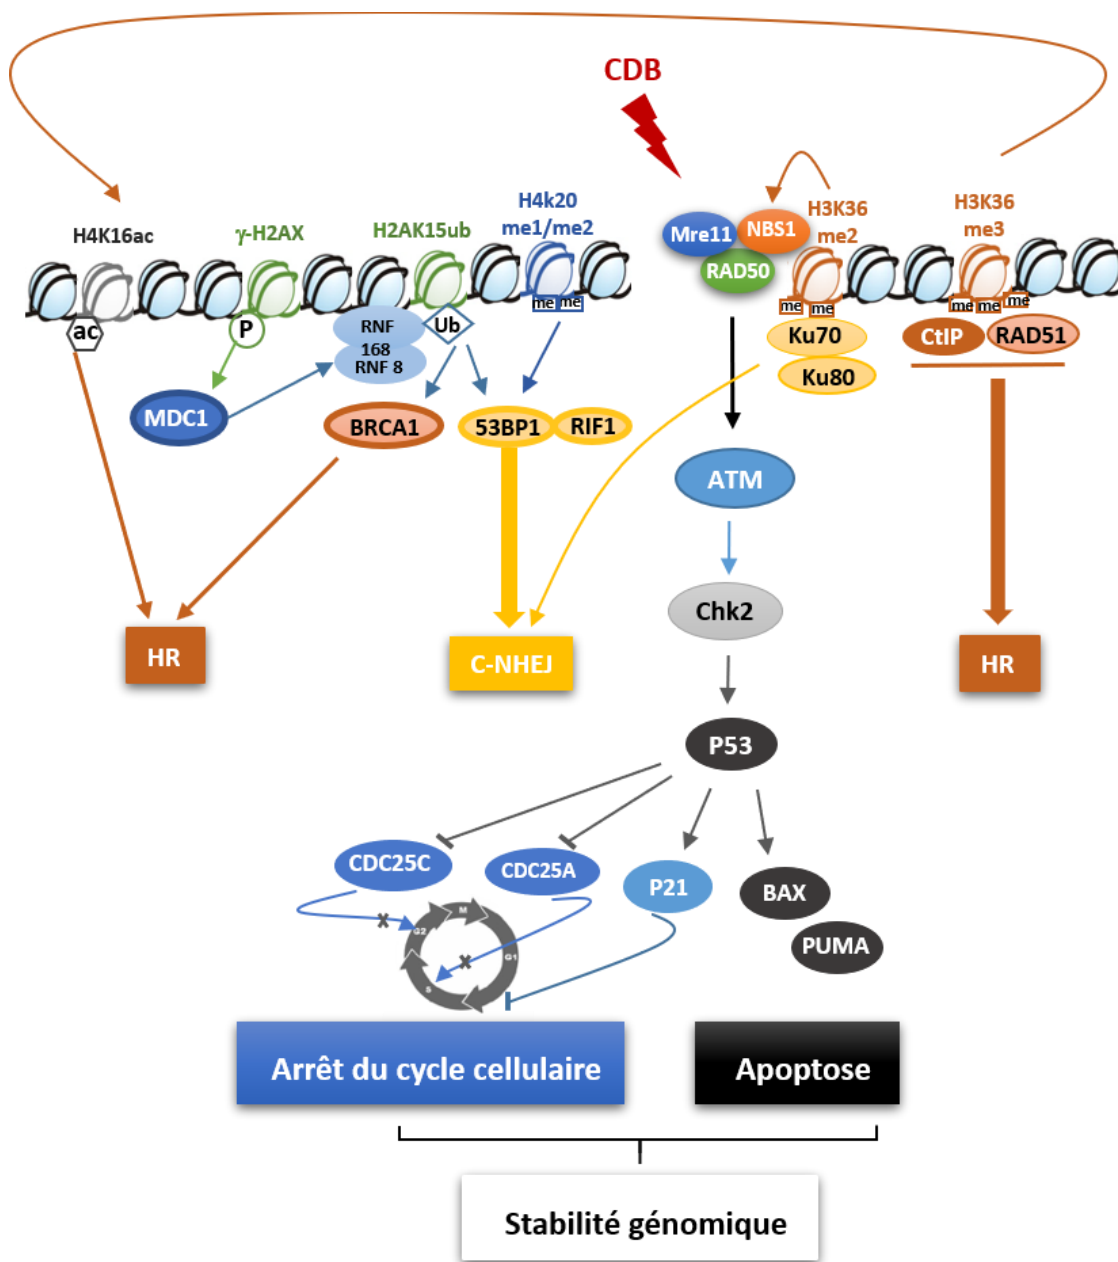 CDB
H4K16ac
γ-H2AX
H2AK15ub
H4k20
me1/me2
Mre11
NBS1
RAD50
H3K36
me2
H3K36
me3
ac
P
RNF
168
RNF 8
Ub
me
me
me
me
me
me
me
Ku70
Ku80
CtIP
RAD51
MDC1
BRCA1
53BP1
RIF1
ATM
Chk2
HR
C-NHEJ
HR
P53
CDC25C
CDC25A
P21
BAX
PUMA
M
G2
G1
S
Arrêt du cycle cellulaire
Apoptose
Stabilité génomique